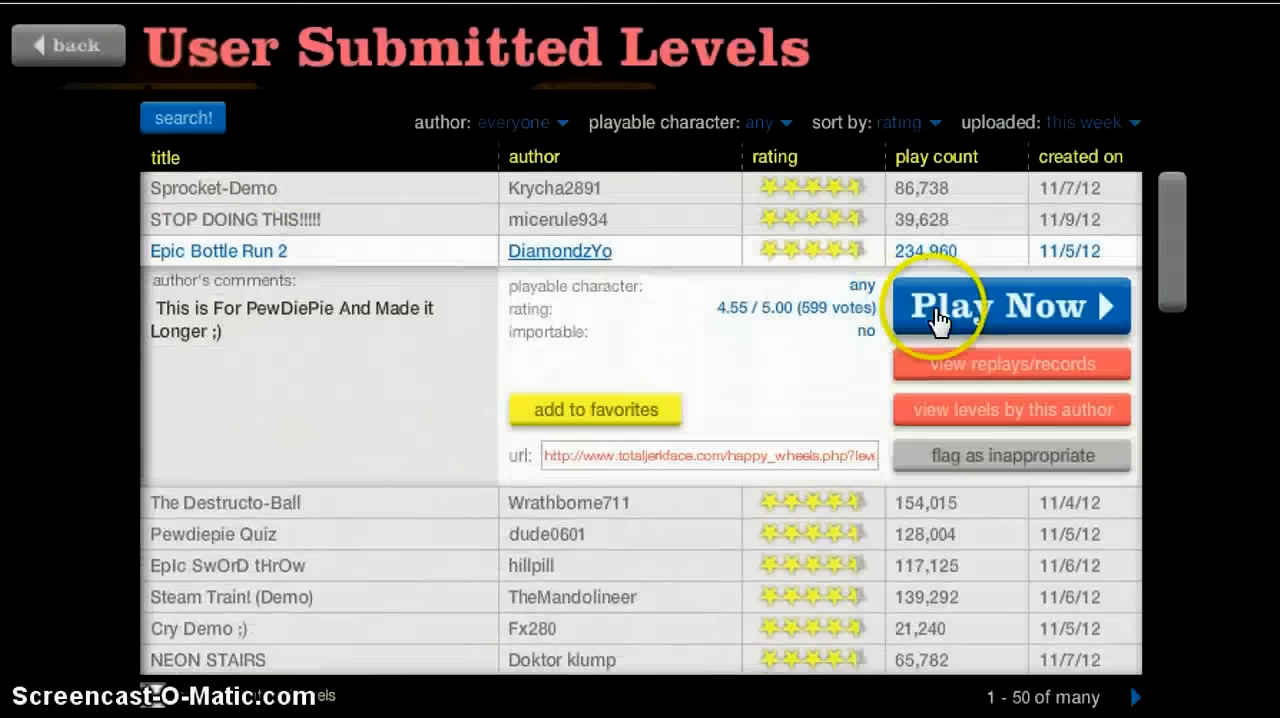 back
User Submitted Levels
search!
author: everyone
playable character: any
sort by: rating
uploaded: this week
title author rating play count created on
Sprocket-Demo Krycha2891 86,738 11/7/12
STOP DOING THIS!!!!! micerule934 39,628 11/9/12
Epic Bottle Run 2 DiamondzYo 234,960 11/5/12
author's comments:
This is For PewDiePie And Made it
Longer ;)
playable character: any
rating: 4.55 / 5.00 (599 votes)
importable: no
add to favorites
url: http://www.totaljerkface.com/happy_wheels.php?lev
Play Now
view replays/records
view levels by this author
flag as inappropriate
The Destructo-Ball Wrathborne711 154,015 11/4/12
Pewdiepie Quiz dude0601 128,004 11/5/12
EpIc SwOrD tHrOw hillpill 117,125 11/6/12
Steam Train! (Demo) TheMandolineer 139,292 11/6/12
Cry Demo ;) Fx280 21,240 11/5/12
NEON STAIRS Doktor klump 65,782 11/7/12
Screencast-O-Matic.com
1 - 50 of many